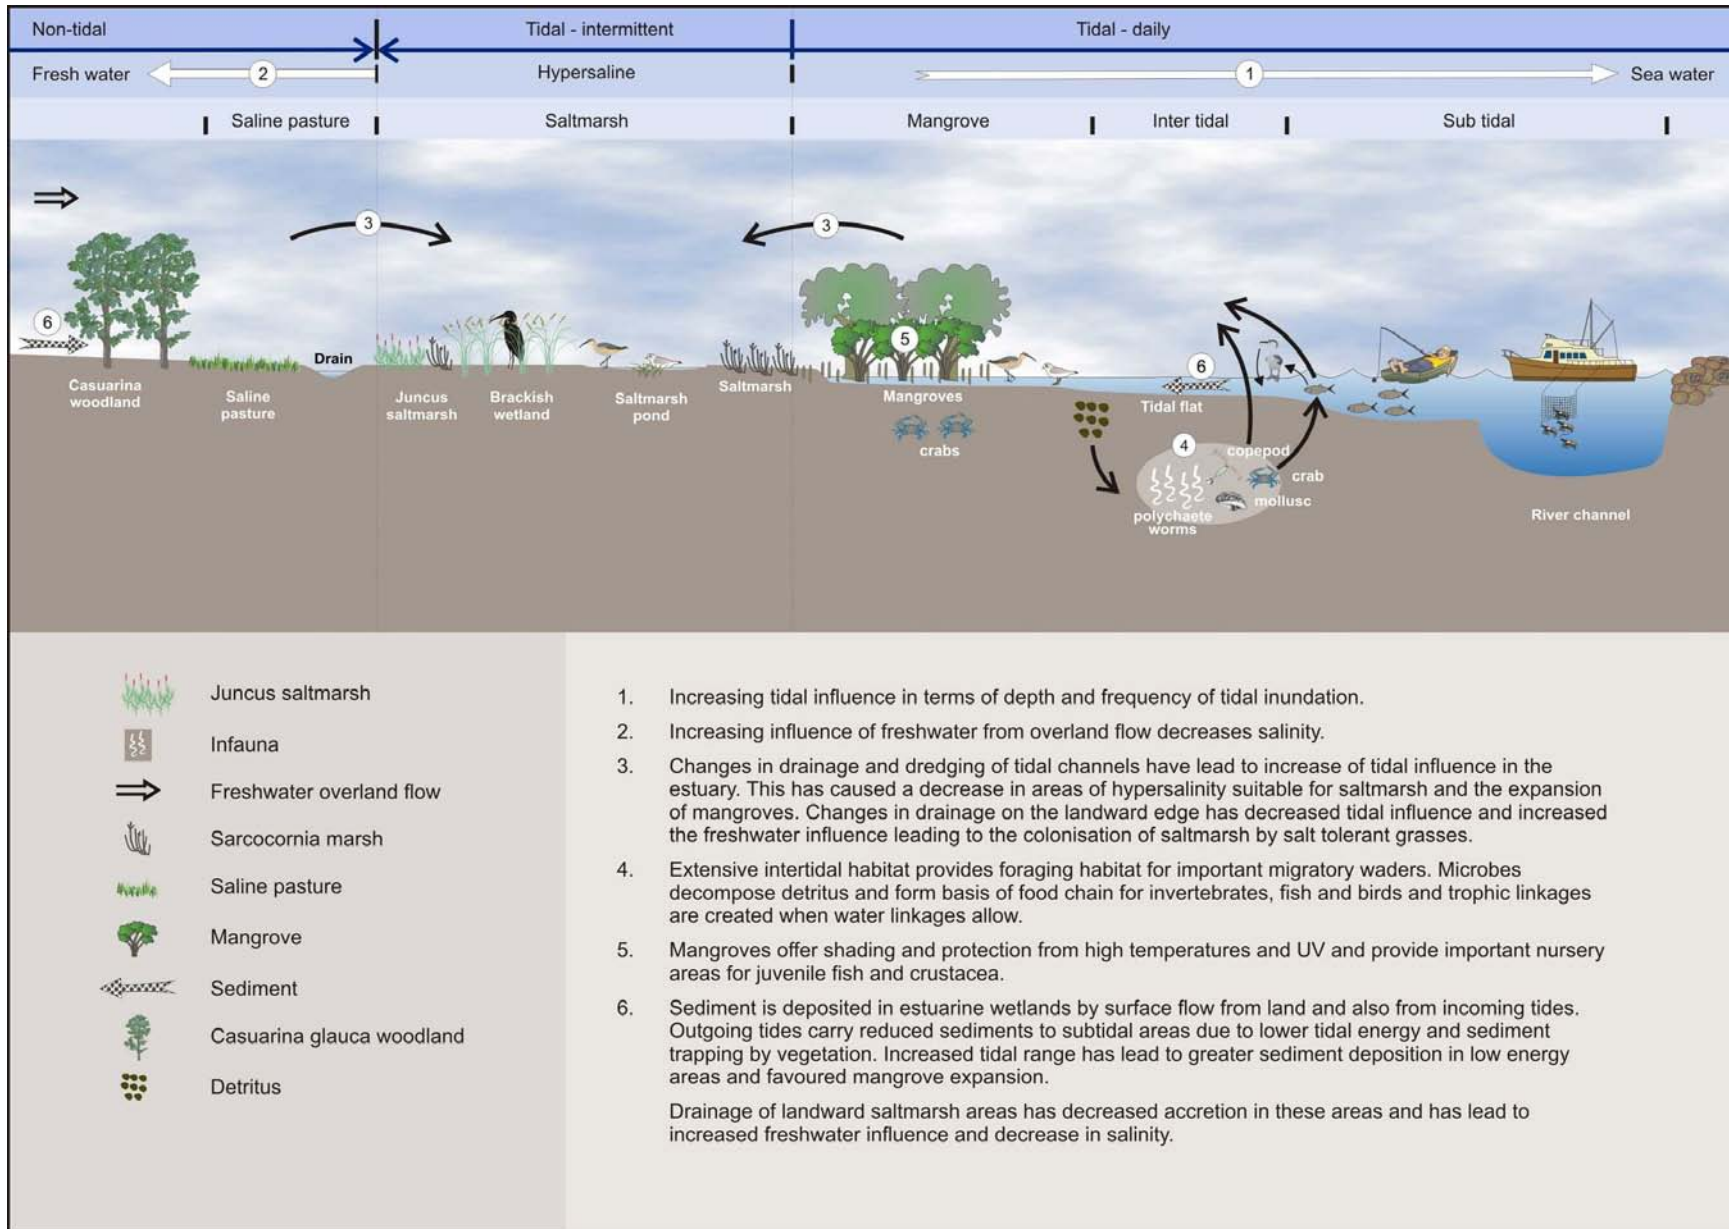 Non-tidal
Tidal - intermittent
Tidal - daily
Fresh water
2
Hypersaline
1
Sea water
Saline pasture
Saltmarsh
Mangrove
Inter tidal
Sub tidal
3
3
6
5
6
Drain
Casuarina
woodland
Saline
pasture
Juncus
saltmarsh
Brackish
wetland
Saltmarsh
pond
Saltmarsh
Mangroves
crabs
Tidal flat
4
copepod
crab
mollusc
polychaete
worms
River channel
Juncus saltmarsh
Infauna
Freshwater overland flow
Sarcocornia marsh
Saline pasture
Mangrove
Sediment
Casuarina glauca woodland
Detritus
1. Increasing tidal influence in terms of depth and frequency of tidal inundation.
2. Increasing influence of freshwater from overland flow decreases salinity.
3. Changes in drainage and dredging of tidal channels have lead to increase of tidal influence in the
estuary. This has caused a decrease in areas of hypersalinity suitable for saltmarsh and the expansion
of mangroves. Changes in drainage on the landward edge has decreased tidal influence and increased
the freshwater influence leading to the colonisation of saltmarsh by salt tolerant grasses.
4. Extensive intertidal habitat provides foraging habitat for important migratory waders. Microbes
decompose detritus and form basis of food chain for invertebrates, fish and birds and trophic linkages
are created when water linkages allow.
5. Mangroves offer shading and protection from high temperatures and UV and provide important nursery
areas for juvenile fish and crustacea.
6. Sediment is deposited in estuarine wetlands by surface flow from land and also from incoming tides.
Outgoing tides carry reduced sediments to subtidal areas due to lower tidal energy and sediment
trapping by vegetation. Increased tidal range has lead to greater sediment deposition in low energy
areas and favoured mangrove expansion.
Drainage of landward saltmarsh areas has decreased accretion in these areas and has lead to
increased freshwater influence and decrease in salinity.